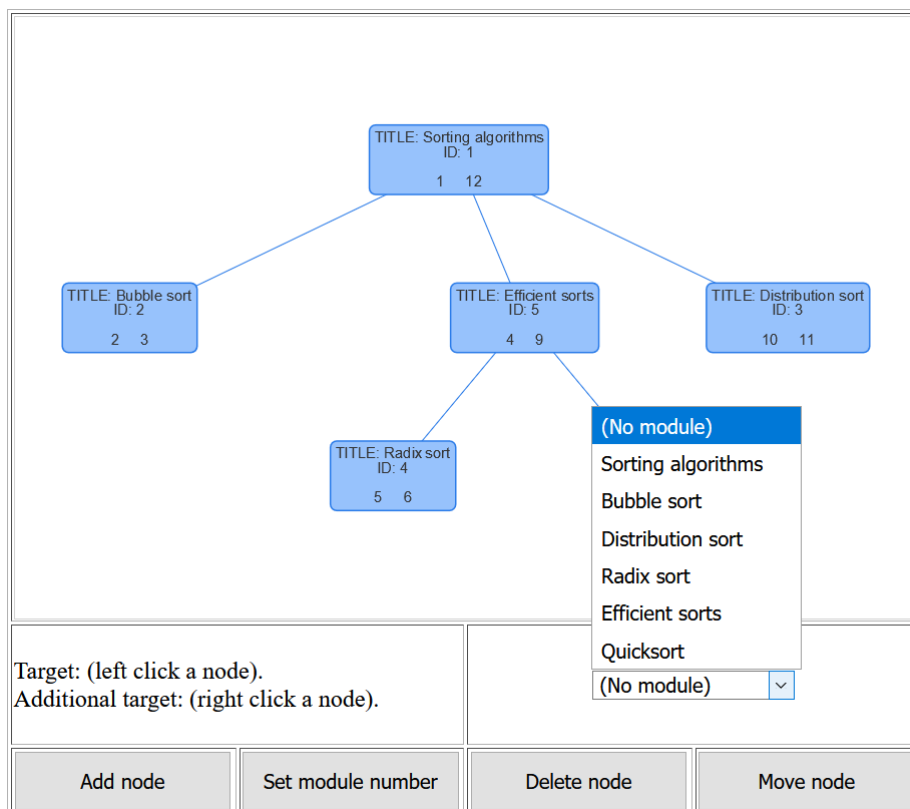 TITLE: Sorting algorithms
ID: 1
1 12
TITLE: Bubble sort
ID: 2
2 3
TITLE: Efficient sorts
ID: 5
4 9
TITLE: Distribution sort
ID: 3
10 11
TITLE: Radix sort
ID: 4
5 6
(No module)
Sorting algorithms
Bubble sort
Distribution sort
Radix sort
Efficient sorts
Quicksort
(No module)
Target: (left click a node).
Additional target: (right click a node).
Add node
Set module number
Delete node
Move node